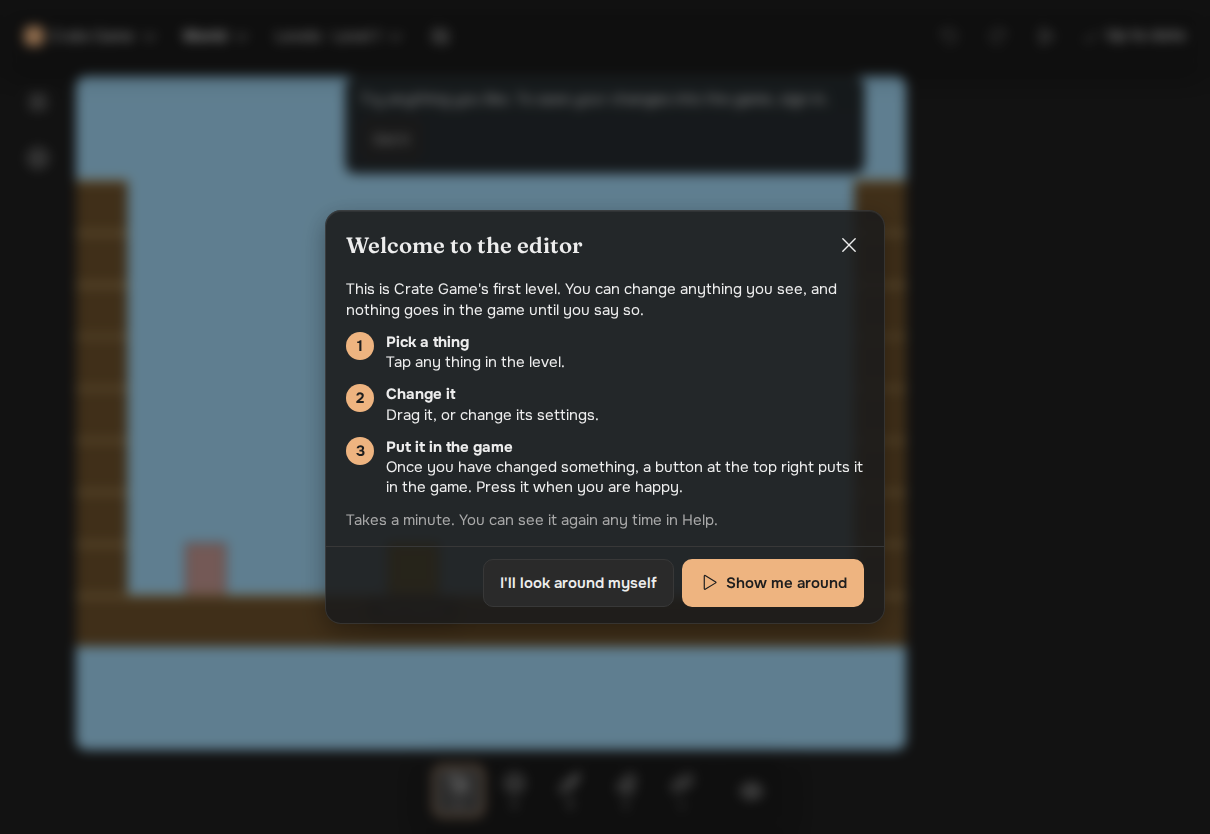 Welcome to the editor
This is Crate Game's first level. You can change anything you see, and
nothing goes in the game until you say so.
1
Pick a thing
Tap any thing in the level.
2
Change it
Drag it, or change its settings.
3
Put it in the game
Once you have changed something, a button at the top right puts it
in the game. Press it when you are happy.
Takes a minute. You can see it again any time in Help.
I'll look around myself
Show me around